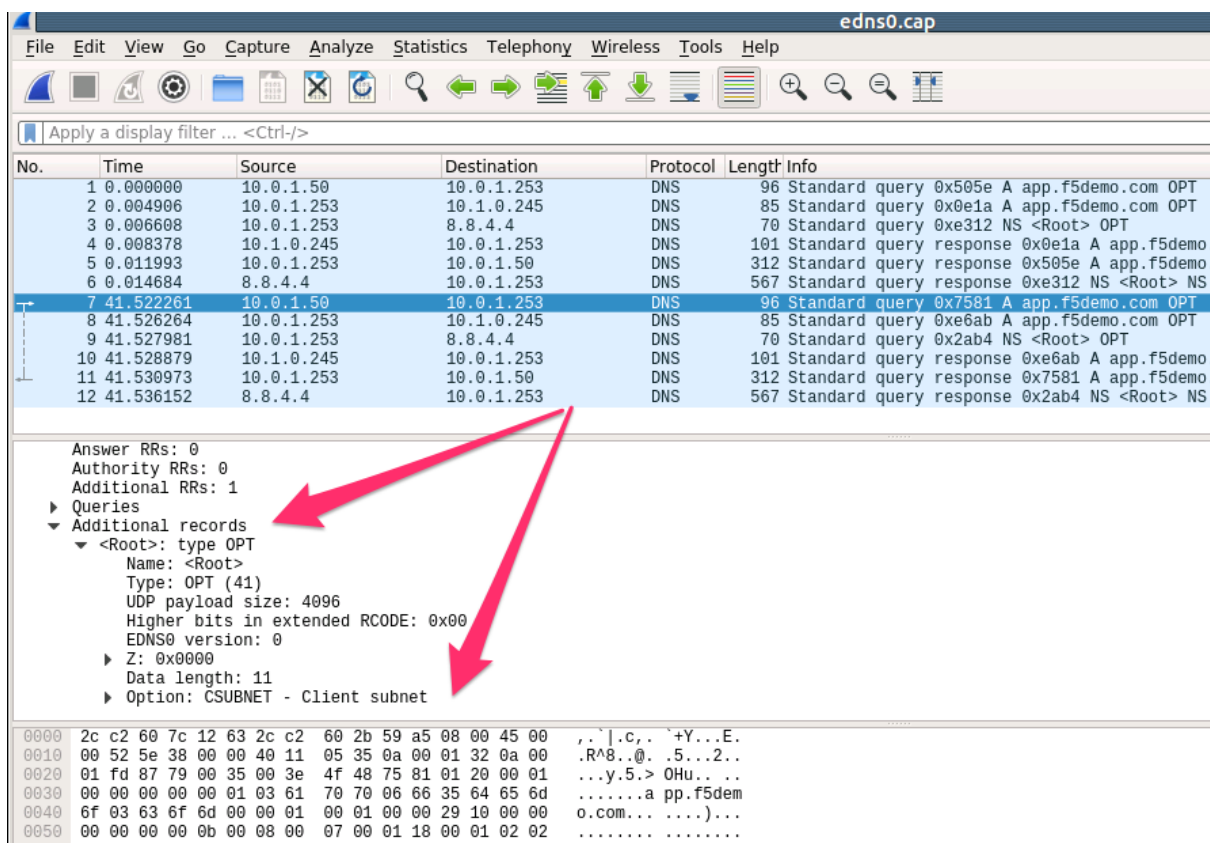 edns0.cap
File Edit View Go Capture Analyze Statistics Telephony Wireless Tools Help
Apply a display filter ... <Ctrl-/>
No. Time Source Destination Protocol Length Info
1 0.000000 10.0.1.50 10.0.1.253 DNS 96 Standard query 0x505e A app.f5demo.com OPT
2 0.004906 10.0.1.253 10.1.0.245 DNS 85 Standard query 0x0e1a A app.f5demo.com OPT
3 0.006608 10.0.1.253 8.8.4.4 DNS 70 Standard query 0xe312 NS <Root> OPT
4 0.008378 10.1.0.245 10.0.1.253 DNS 101 Standard query response 0x0e1a A app.f5demo
5 0.011993 10.0.1.253 10.0.1.50 DNS 312 Standard query response 0x505e A app.f5demo
6 0.014684 8.8.4.4 10.0.1.253 DNS 567 Standard query response 0xe312 NS <Root> NS
7 41.522261 10.0.1.50 10.0.1.253 DNS 96 Standard query 0x7581 A app.f5demo.com OPT
8 41.526264 10.0.1.253 10.1.0.245 DNS 85 Standard query 0xe6ab A app.f5demo.com OPT
9 41.527981 10.0.1.253 8.8.4.4 DNS 70 Standard query 0x2ab4 NS <Root> OPT
10 41.528879 10.1.0.245 10.0.1.253 DNS 101 Standard query response 0xe6ab A app.f5demo
11 41.530973 10.0.1.253 10.0.1.50 DNS 312 Standard query response 0x7581 A app.f5demo
12 41.536152 8.8.4.4 10.0.1.253 DNS 567 Standard query response 0x2ab4 NS <Root> NS
Answer RRs: 0
Authority RRs: 0
Additional RRs: 1
Queries
Additional records
<Root>: type OPT
Name: <Root>
Type: OPT (41)
UDP payload size: 4096
Higher bits in extended RCODE: 0x00
EDNS0 version: 0
Z: 0x0000
Data length: 11
Option: CSUBNET - Client subnet
0000 2c c2 60 7c 12 63 2c c2 60 2b 59 a5 08 00 45 00 ,.`|.c,. `+Y...E.
0010 00 52 5e 38 00 00 40 11 05 35 0a 00 01 32 0a 00 .R^8..@. .5...2..
0020 01 fd 87 79 00 35 00 3e 4f 48 75 81 01 20 00 01 ...y.5.> OHu.. ..
0030 00 00 00 00 00 01 03 61 70 70 06 66 35 64 65 6d .......a pp.f5dem
0040 6f 03 63 6f 6d 00 00 01 00 01 00 00 29 10 00 00 o.com... ....)...
0050 00 00 00 00 0b 00 08 00 07 00 01 18 00 01 02 02 ........ ........